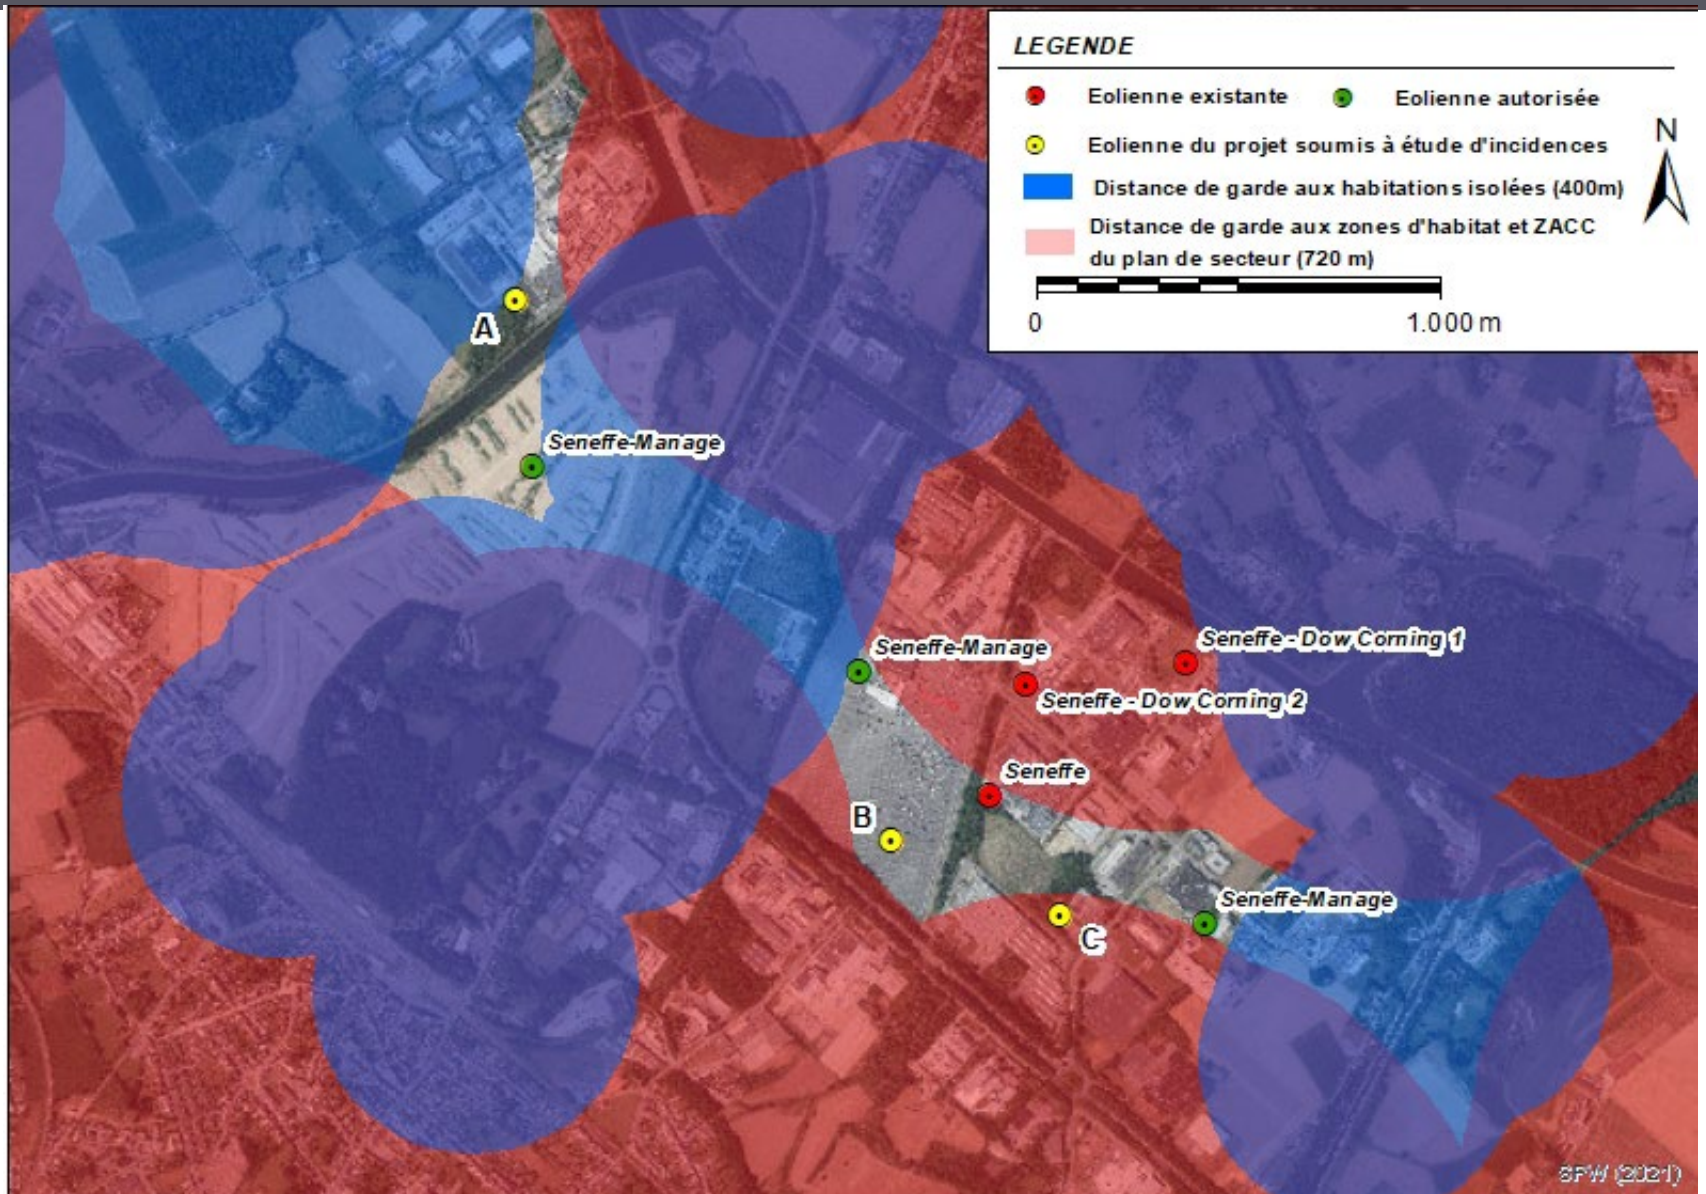 LEGENDE
Eolienne existante
Eolienne autorisée
Eolienne du projet soumis à étude d'incidences
Distance de garde aux habitations isolées (400m)
Distance de garde aux zones d'habitat et ZACC
du plan de secteur (720 m)
N
0
1.000 m
A
Seneffe-Manage
Seneffe-Manage
Seneffe - Dow Corning 1
Seneffe - Dow Corning 2
Seneffe
B
Seneffe-Manage
C
SPW (2021)